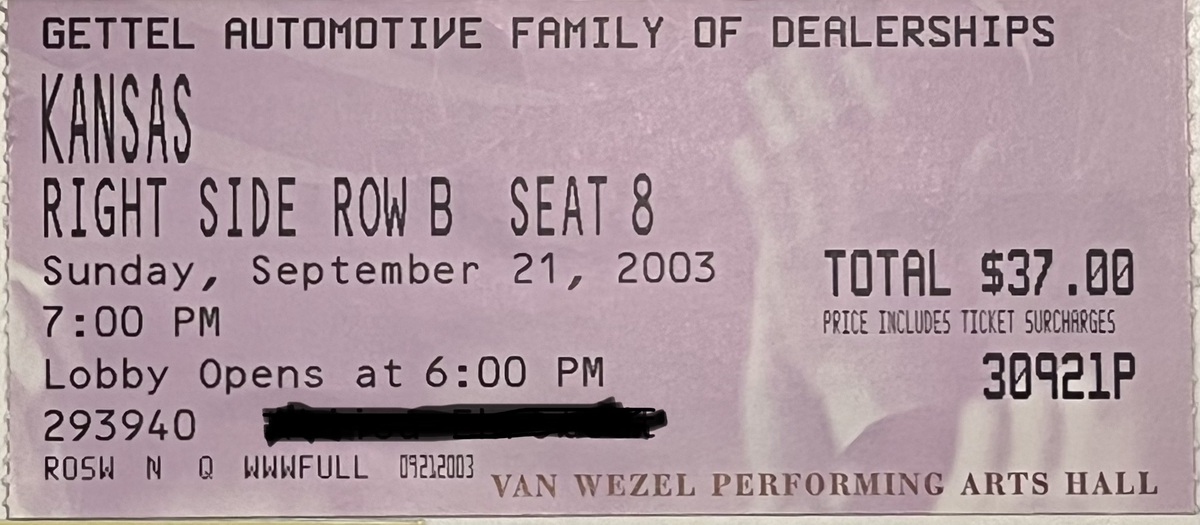 GETTEL AUTOMOTIVE FAMILY OF DEALERSHIPS
KANSAS
RIGHT SIDE ROW B SEAT 8
Sunday, September 21, 2003
7:00 PM
Lobby Opens at 6:00 PM
293940
ROSW N Q WWWFULL 09212003
TOTAL $37.00
PRICE INCLUDES TICKET SURCHARGES
30921P
VAN WEZEL PERFORMING ARTS HALL